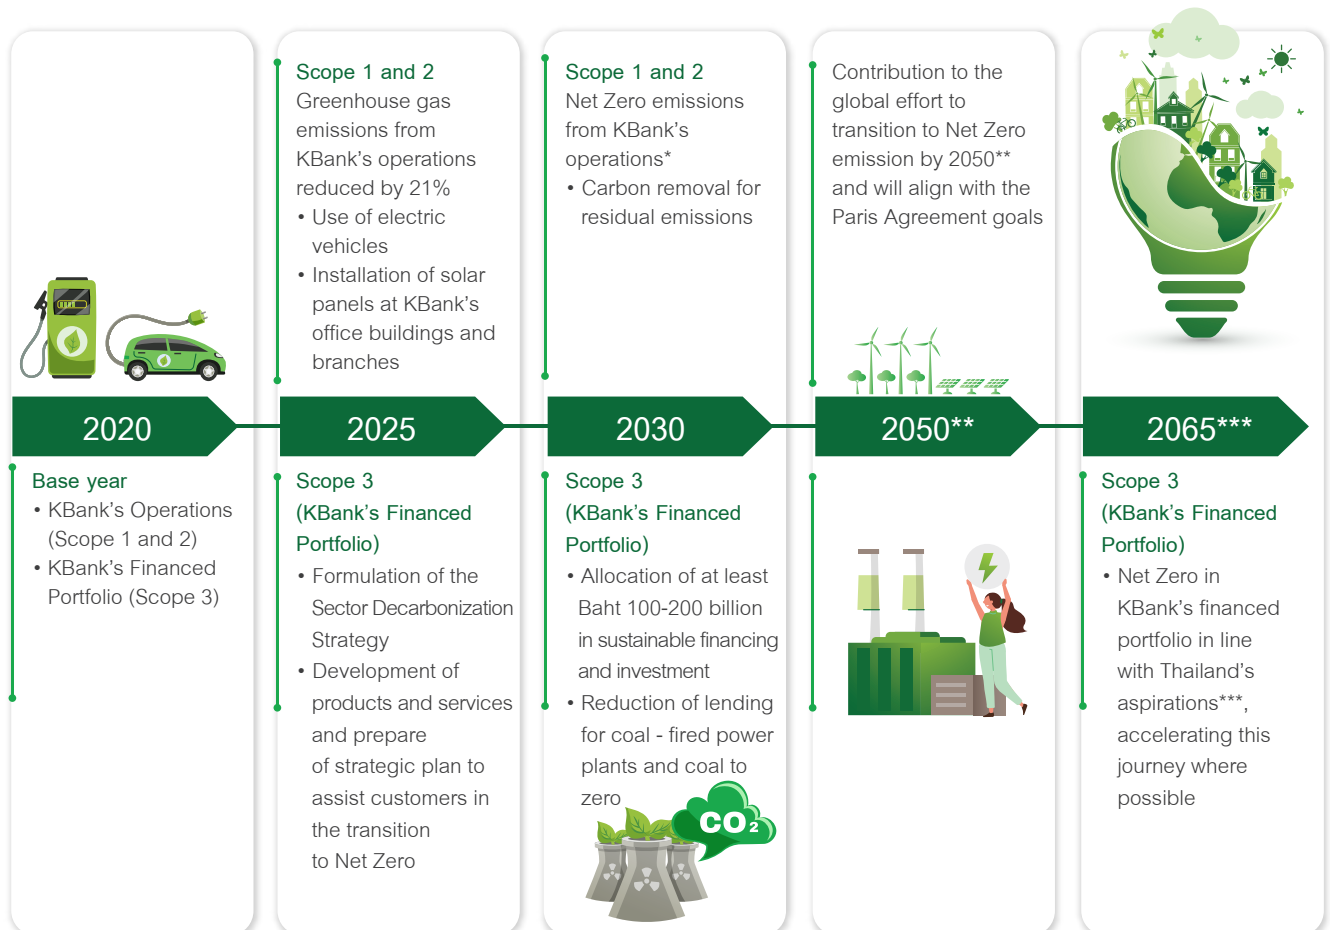 Scope 1 and 2
Greenhouse gas
emissions from
KBank's operations
reduced by 21%
• Use of electric
vehicles
• Installation of solar
panels at KBank's
office buildings and
branches
Scope 1 and 2
Net Zero emissions
from KBank's
operations*
• Carbon removal for
residual emissions
Contribution to the
global effort to
transition to Net Zero
emission by 2050**
and will align with the
Paris Agreement goals
2020
2025
2030
2050**
2065***
Base year
• KBank's Operations
(Scope 1 and 2)
• KBank's Financed
Portfolio (Scope 3)
Scope 3
(KBank's Financed
Portfolio)
• Formulation of the
Sector Decarbonization
Strategy
• Development of
products and services
and prepare
of strategic plan to
assist customers in
the transition
to Net Zero
Scope 3
(KBank's Financed
Portfolio)
• Allocation of at least
Baht 100-200 billion
in sustainable financing
and investment
• Reduction of lending
for coal - fired power
plants and coal to
zero
CO2
Scope 3
(KBank's Financed
Portfolio)
• Net Zero in
KBank's financed
portfolio in line
with Thailand's
aspirations***,
accelerating this
journey where
possible